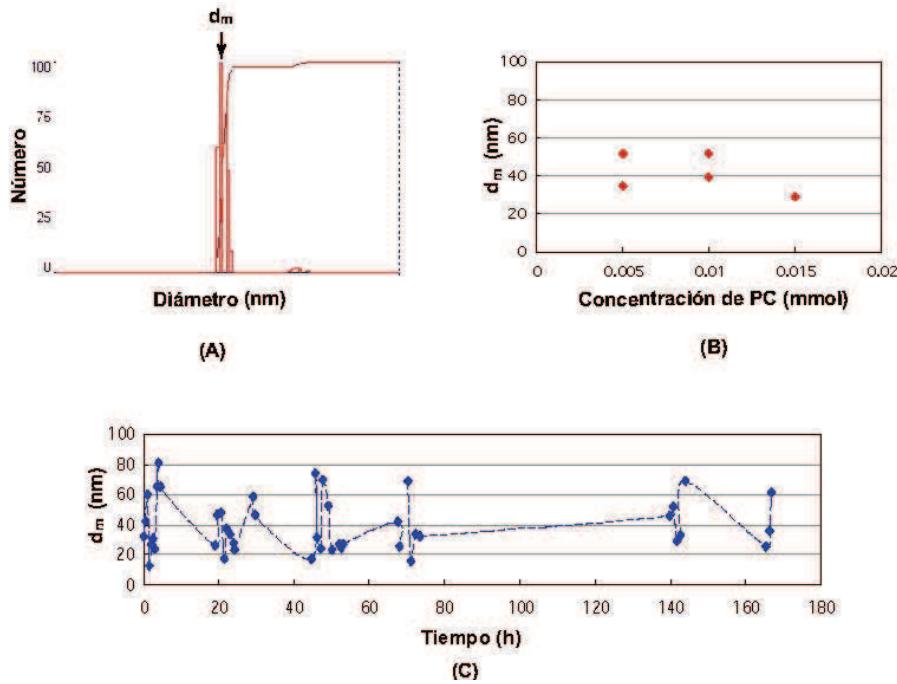 dm
100
75
50
25
0
Número
Diámetro (nm)
(A)
100
80
60
40
20
0
dm (nm)
0 0.005 0.01 0.015 0.02
Concentración de PC (mmol)
(B)
100
80
60
40
20
0
dm (nm)
0 20 40 60 80 100 120 140 160 180
Tiempo (h)
(C)